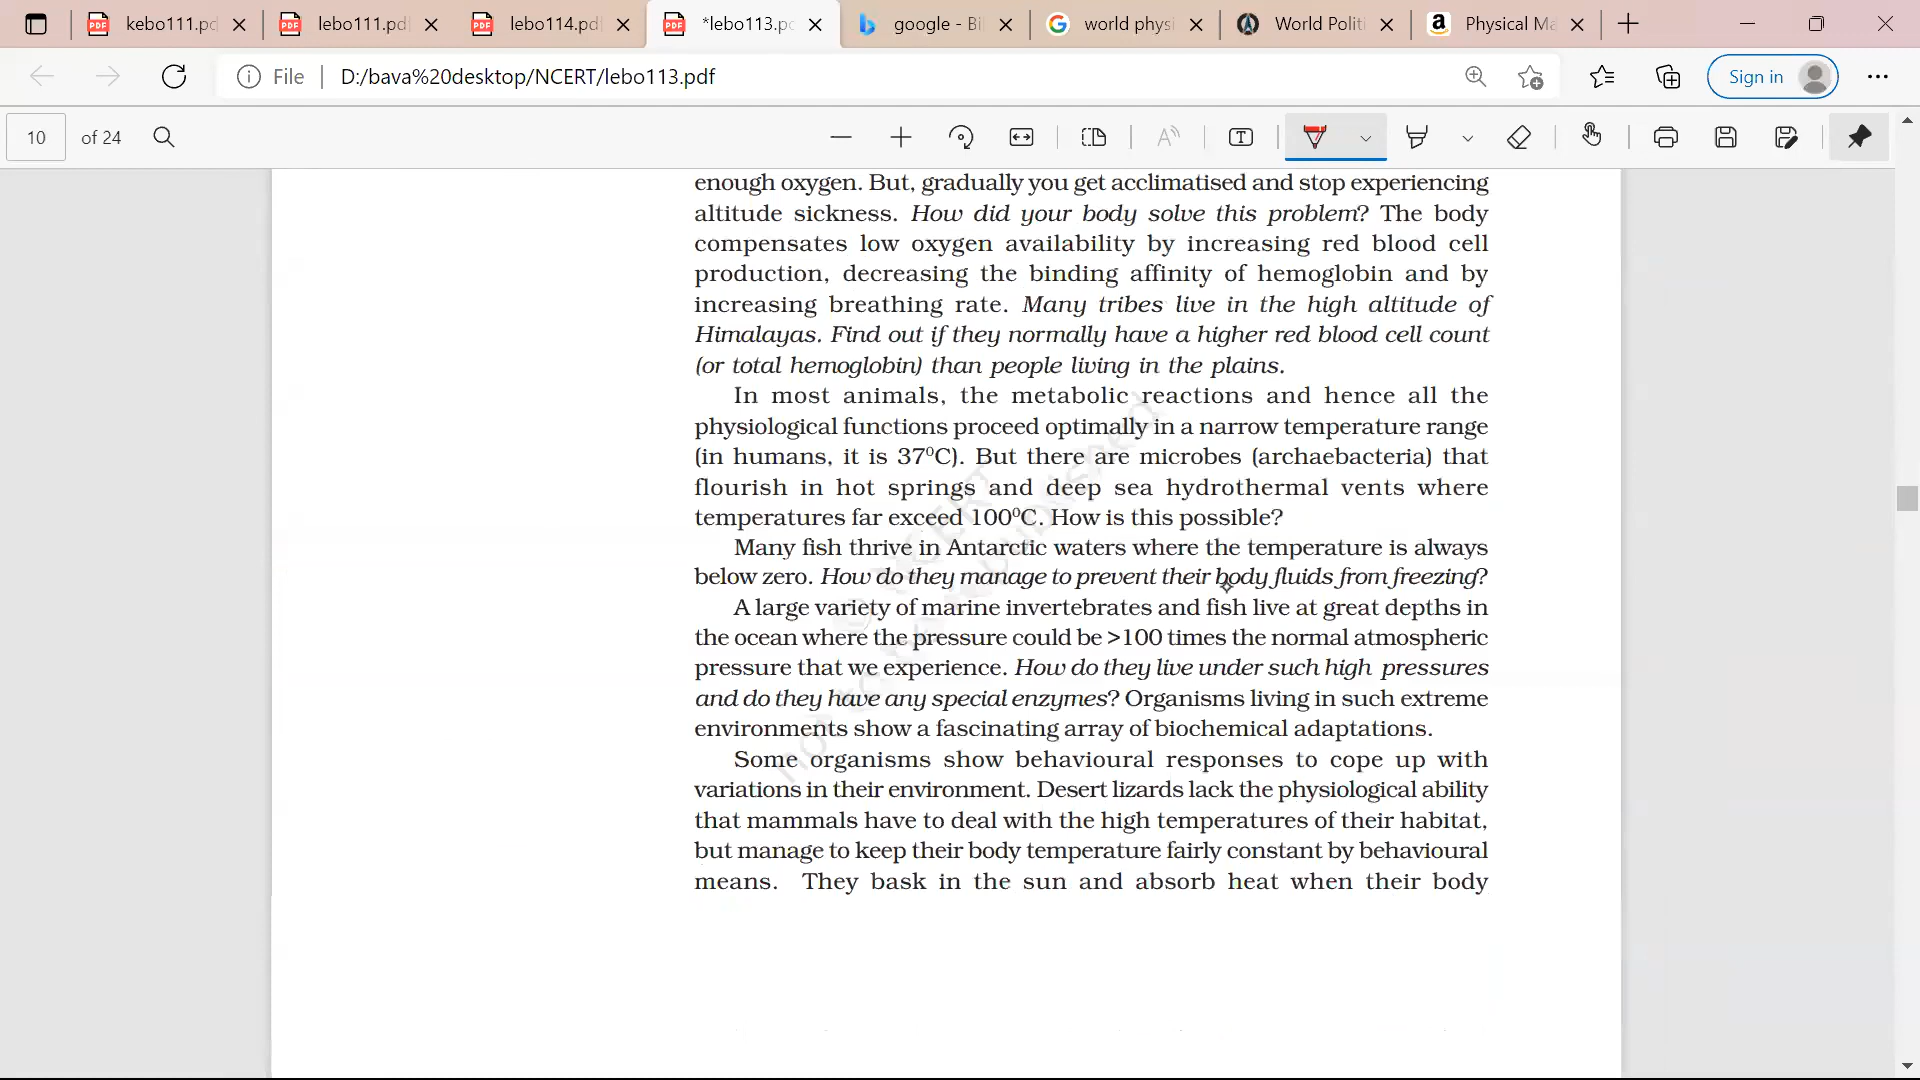 kebo111.pd
lebo111.pdf
lebo114.pdf
*lebo113.pd
google - Bi
world physi
World Politi
Physical Ma
File
D:/bava%20desktop/NCERT/lebo113.pdf
Sign in
10 of 24
enough oxygen. But, gradually you get acclimatised and stop experiencing
altitude sickness. How did your body solve this problem? The body
compensates low oxygen availability by increasing red blood cell
production, decreasing the binding affinity of hemoglobin and by
increasing breathing rate. Many tribes live in the high altitude of
Himalayas. Find out if they normally have a higher red blood cell count
(or total hemoglobin) than people living in the plains.
In most animals, the metabolic reactions and hence all the
physiological functions proceed optimally in a narrow temperature range
(in humans, it is 37⁰C). But there are microbes (archaebacteria) that
flourish in hot springs and deep sea hydrothermal vents where
temperatures far exceed 100⁰C. How is this possible?
Many fish thrive in Antarctic waters where the temperature is always
below zero. How do they manage to prevent their body fluids from freezing?
A large variety of marine invertebrates and fish live at great depths in
the ocean where the pressure could be >100 times the normal atmospheric
pressure that we experience. How do they live under such high pressures
and do they have any special enzymes? Organisms living in such extreme
environments show a fascinating array of biochemical adaptations.
Some organisms show behavioural responses to cope up with
variations in their environment. Desert lizards lack the physiological ability
that mammals have to deal with the high temperatures of their habitat,
but manage to keep their body temperature fairly constant by behavioural
means. They bask in the sun and absorb heat when their body
© NCERT
not to be republished